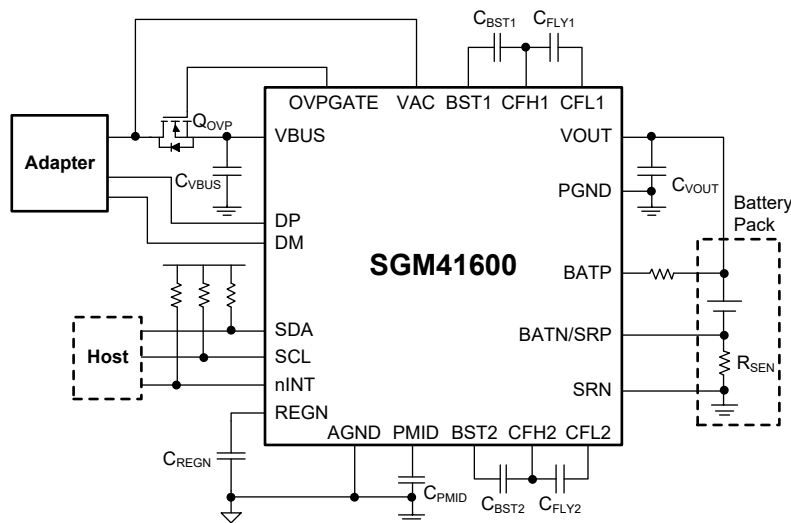 CBST1 CFLY1
OVPGATE VAC BST1 CFH1 CFL1
QOVP
Adapter
VBUS
VOUT
CVBUS
CVOUT
PGND
Battery
Pack
DP
DM
SGM41600
BATP
Host
SDA
SCL
nINT
BATN/SRP
RSEN
SRN
REGN
AGND PMID BST2 CFH2 CFL2
CREGN
CPMID
CBST2 CFLY2